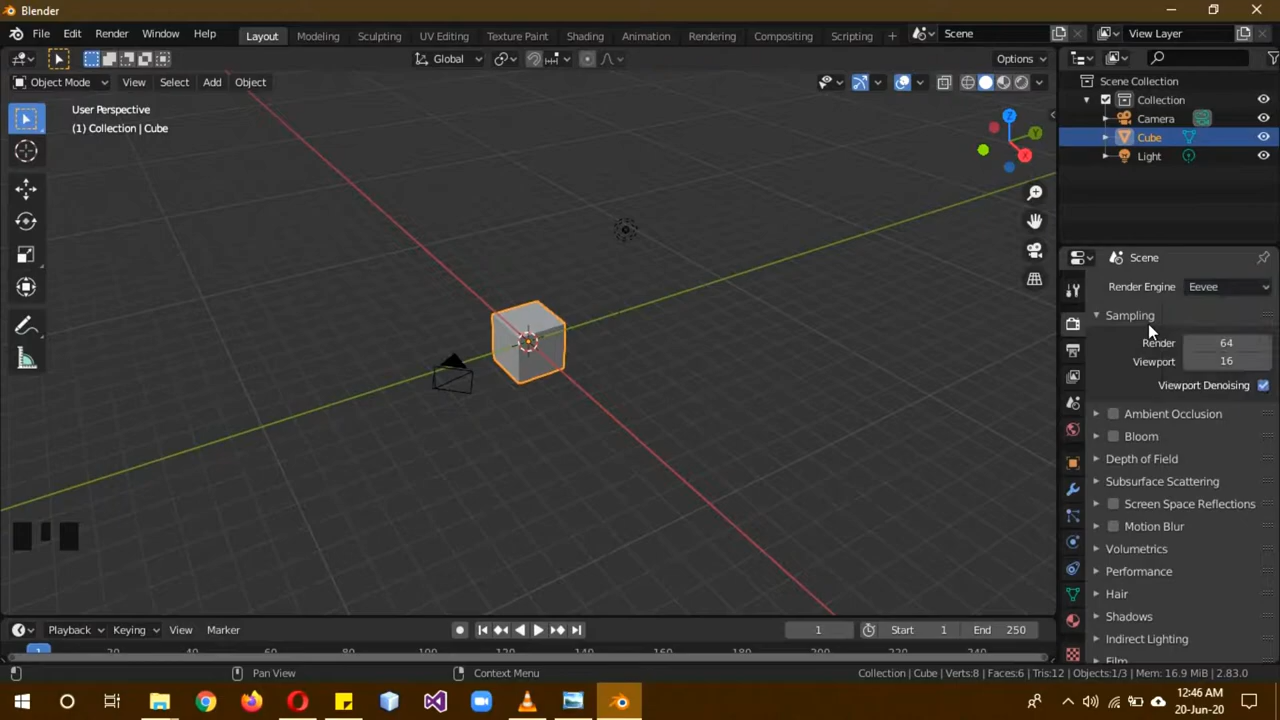 Blender
File Edit Render Window Help Layout Modeling Sculpting UV Editing Texture Paint Shading Animation Rendering Compositing Scripting + Scene View Layer
Global Options
Object Mode View Select Add Object
User Perspective
(1) Collection | Cube
Z
Y
X
Scene Collection
Collection
Camera
Cube
Light
Scene
Render Engine Eevee
Sampling
Render 64
Viewport 16
Viewport Denoising
Ambient Occlusion
Bloom
Depth of Field
Subsurface Scattering
Screen Space Reflections
Motion Blur
Volumetrics
Performance
Hair
Shadows
Indirect Lighting
Film
Playback Keying View Marker 1 Start 1 End 250
1 20 40 60 80 100 120 140 160 180 200 220 240
Pan View Context Menu Collection | Cube | Verts:8 | Faces:6 | Tris:12 | Objects:1/3 | Mem: 16.9 MiB | 2.83.0
12:46 AM
20-Jun-20